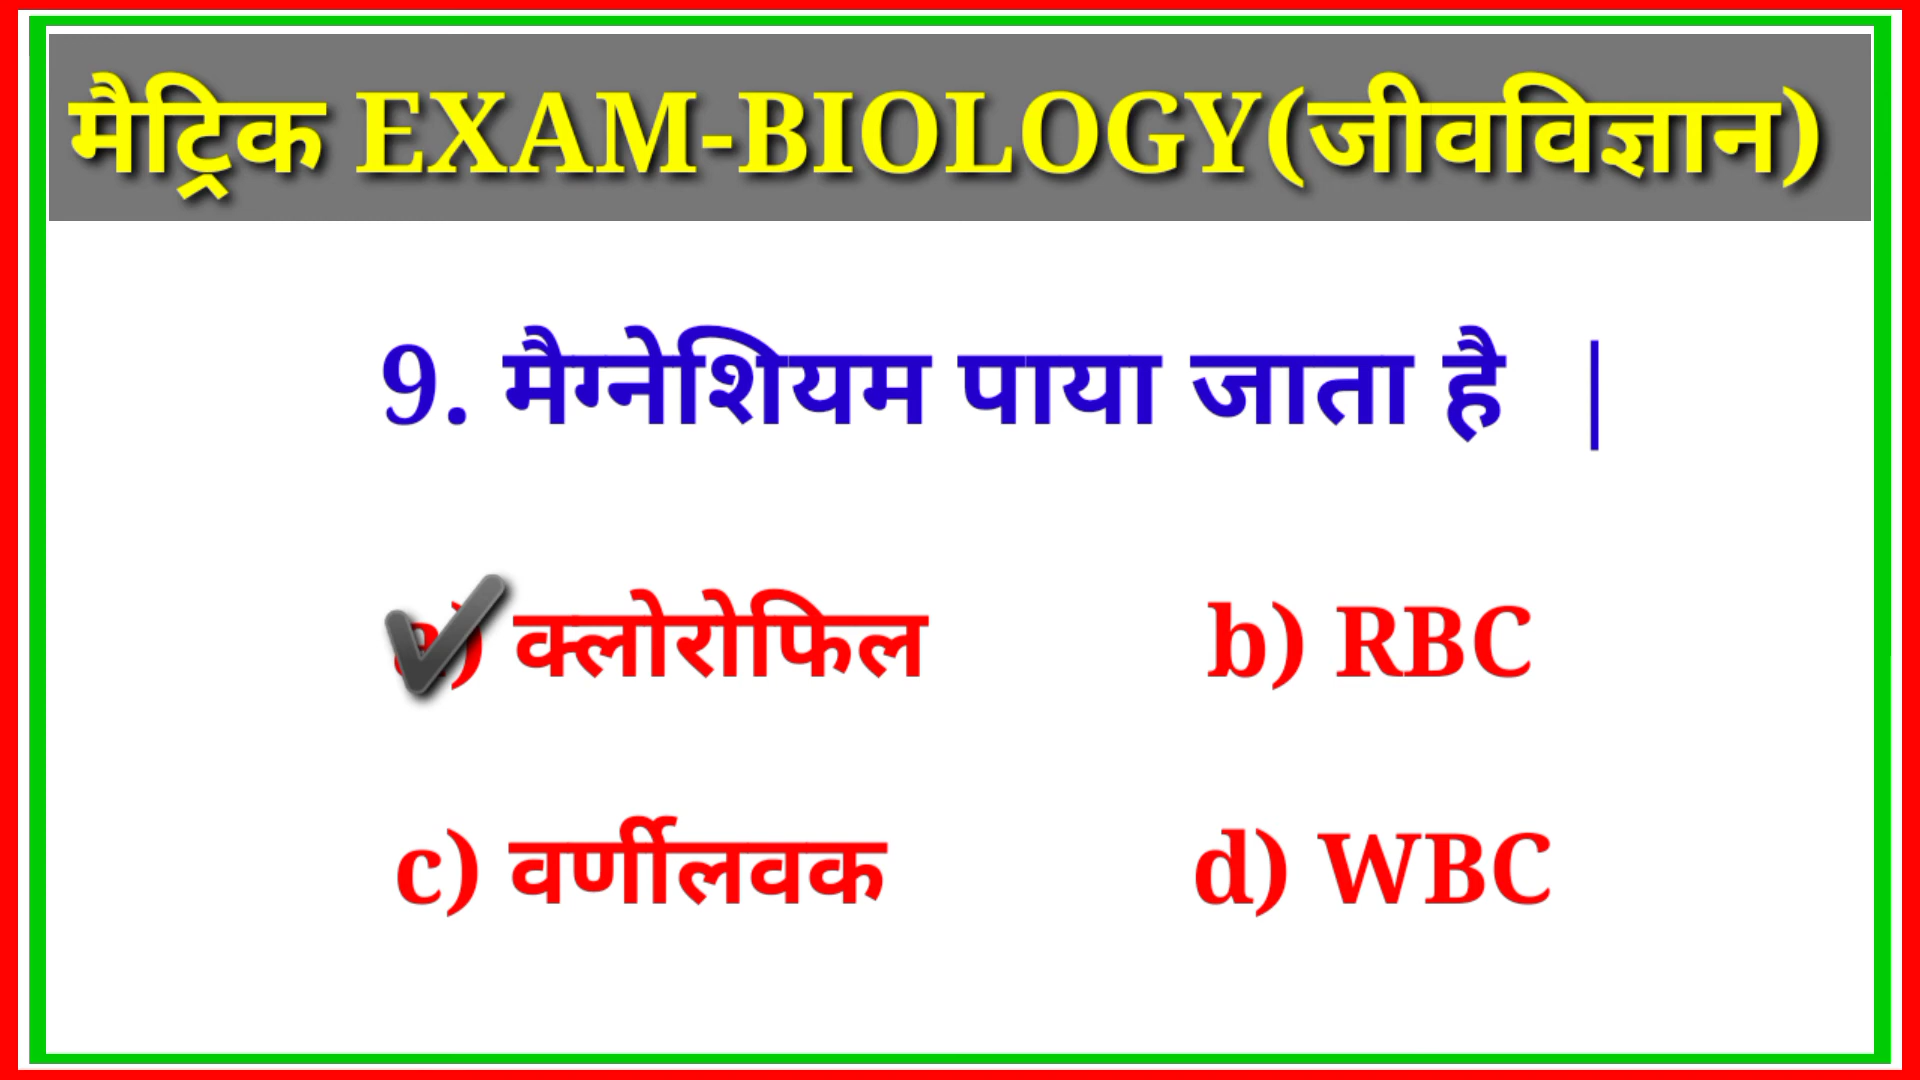 मैट्रिक EXAM-BIOLOGY(जीवविज्ञान)
9. मैग्नेशियम पाया जाता है |
a) क्लोरोफिल b) RBC
c) वर्णीलवक d) WBC